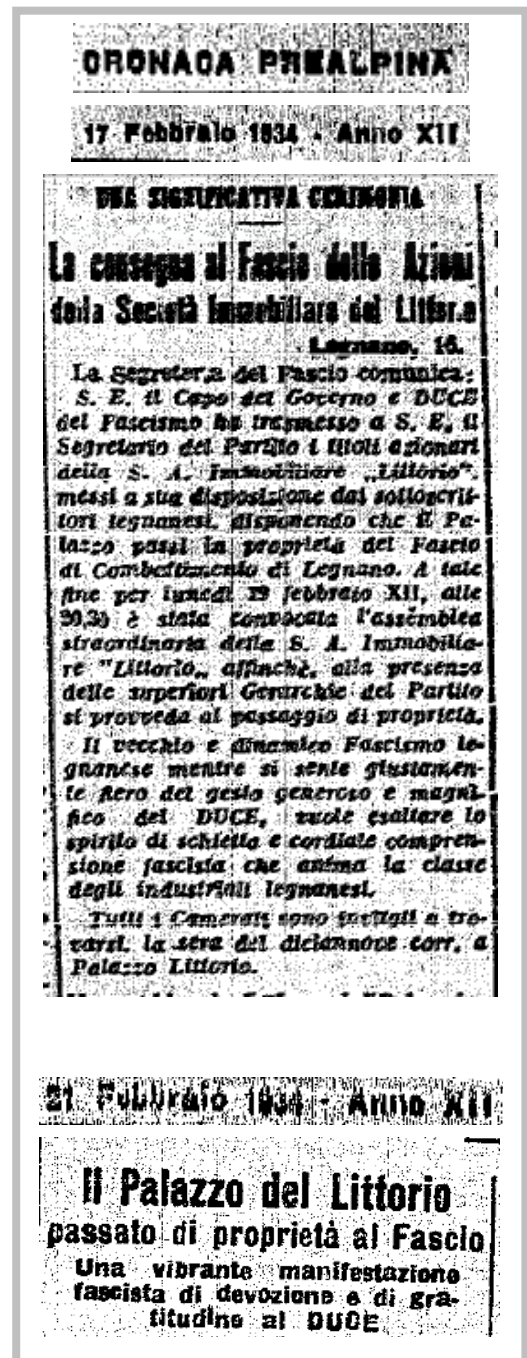 CRONACA PREALPINA
17 Febbraio 1934 - Anno XII
UNA SIGNIFICATIVA CERIMONIA
La consegna al Fascio delle Azioni
della Società Immobiliare del Littorio
Legnano, 16.
La Segreteria del Fascio comunica:
S. E. il Capo del Governo e DUCE
del Fascismo ha trasmesso a S. E. il
Segretario del Partito i titoli azionari
della S. A. Immobiliare „Littorio",
messi a sua disposizione dai sottoscrit-
tori legnanesi, disponendo che il Pa-
lazzo passi in proprietà del Fascio
di Combattimento di Legnano. A tale
fine per lunedì 19 febbraio XII, alle
20,30 è stata convocata l'assemblea
straordinaria della S. A. Immobilia-
re "Littorio„ affinchè, alla presenza
delle superiori Gerarchie del Partito
si provveda al passaggio di proprietà.
Il vecchio e dinamico Fascismo le-
gnanese mentre si sente giustamen-
te fiero del gesto generoso e magni-
fico del DUCE, vuole esaltare lo
spirito di schietta e cordiale compren-
sione fascista che anima la classe
degli industriali legnanesi.
Tutti i Camerati sono invitati a tro-
varsi, la sera del diciannove corr. a
Palazzo Littorio.
21 Febbraio 1934 - Anno XII
Il Palazzo del Littorio
passato di proprietà al Fascio
Una vibrante manifestazione
fascista di devozione e di gra-
titudine al DUCE